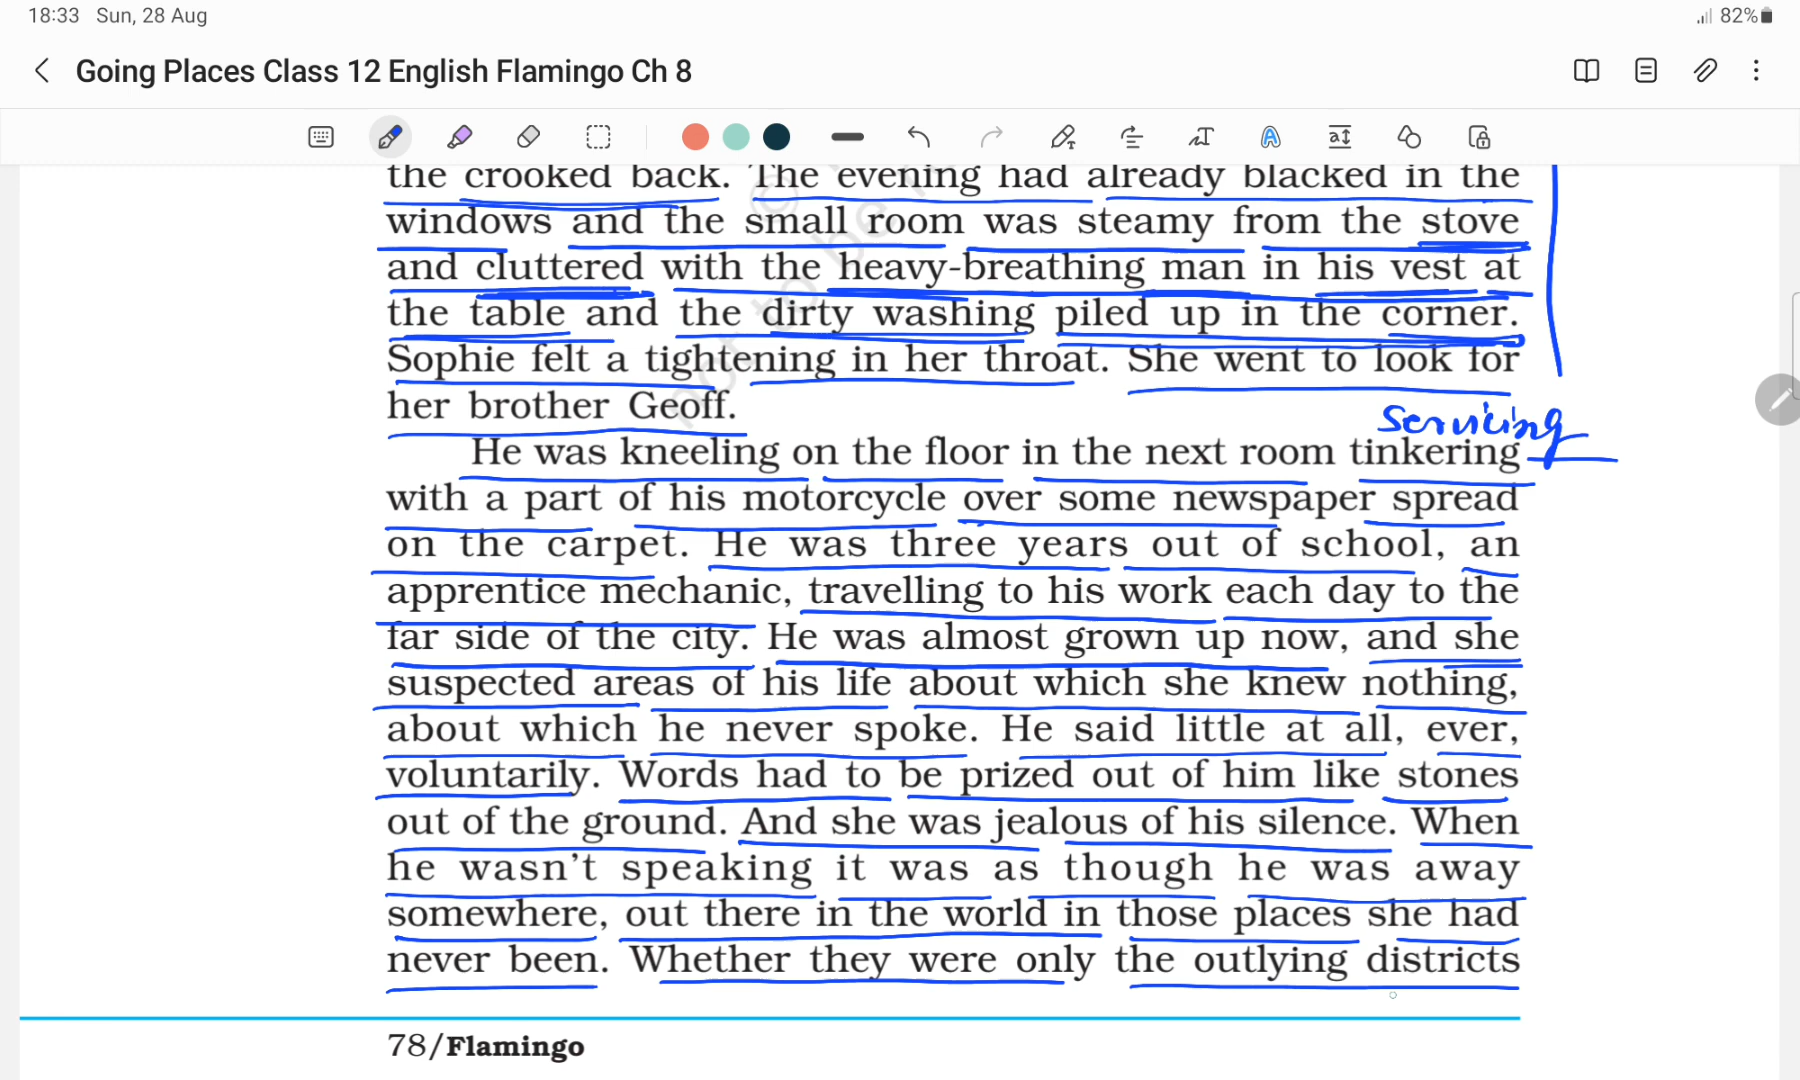 18:33 Sun, 28 Aug 82%
Going Places Class 12 English Flamingo Ch 8
the crooked back. The evening had already blacked in the
windows and the small room was steamy from the stove
and cluttered with the heavy-breathing man in his vest at
the table and the dirty washing piled up in the corner.
Sophie felt a tightening in her throat. She went to look for
her brother Geoff.
Servicing
He was kneeling on the floor in the next room tinkering
with a part of his motorcycle over some newspaper spread
on the carpet. He was three years out of school, an
apprentice mechanic, travelling to his work each day to the
far side of the city. He was almost grown up now, and she
suspected areas of his life about which she knew nothing,
about which he never spoke. He said little at all, ever,
voluntarily. Words had to be prized out of him like stones
out of the ground. And she was jealous of his silence. When
he wasn't speaking it was as though he was away
somewhere, out there in the world in those places she had
never been. Whether they were only the outlying districts
78/Flamingo